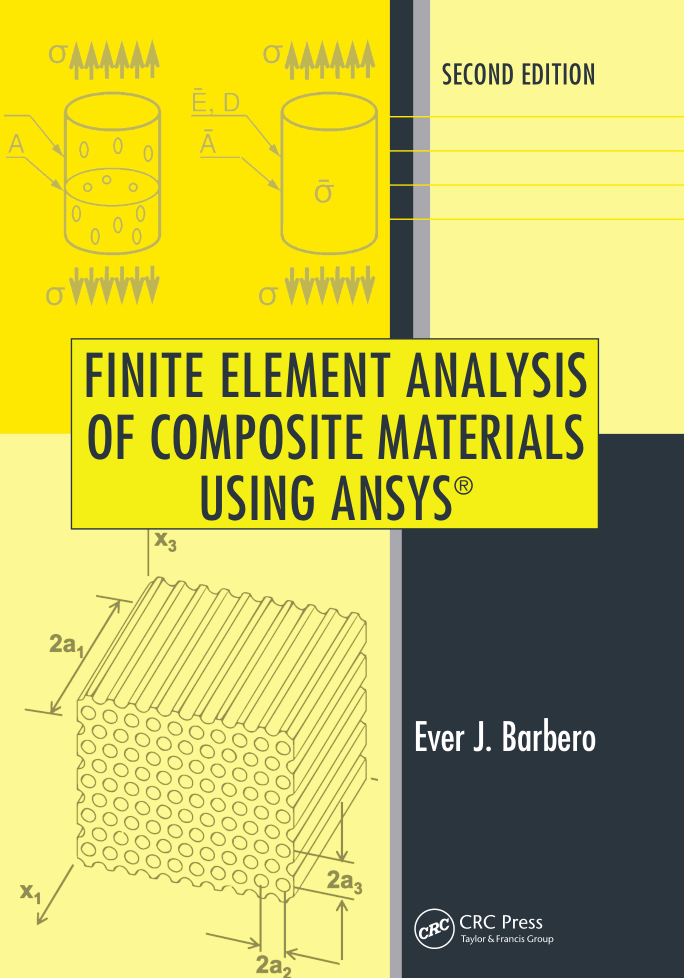 σ
σ
SECOND EDITION
Ē, D
A
Ā
σ̄
σ
σ
FINITE ELEMENT ANALYSIS
OF COMPOSITE MATERIALS
USING ANSYS®
x₃
2a₁
Ever J. Barbero
2a₃
x₁
CRC
CRC Press
Taylor & Francis Group
2a₂